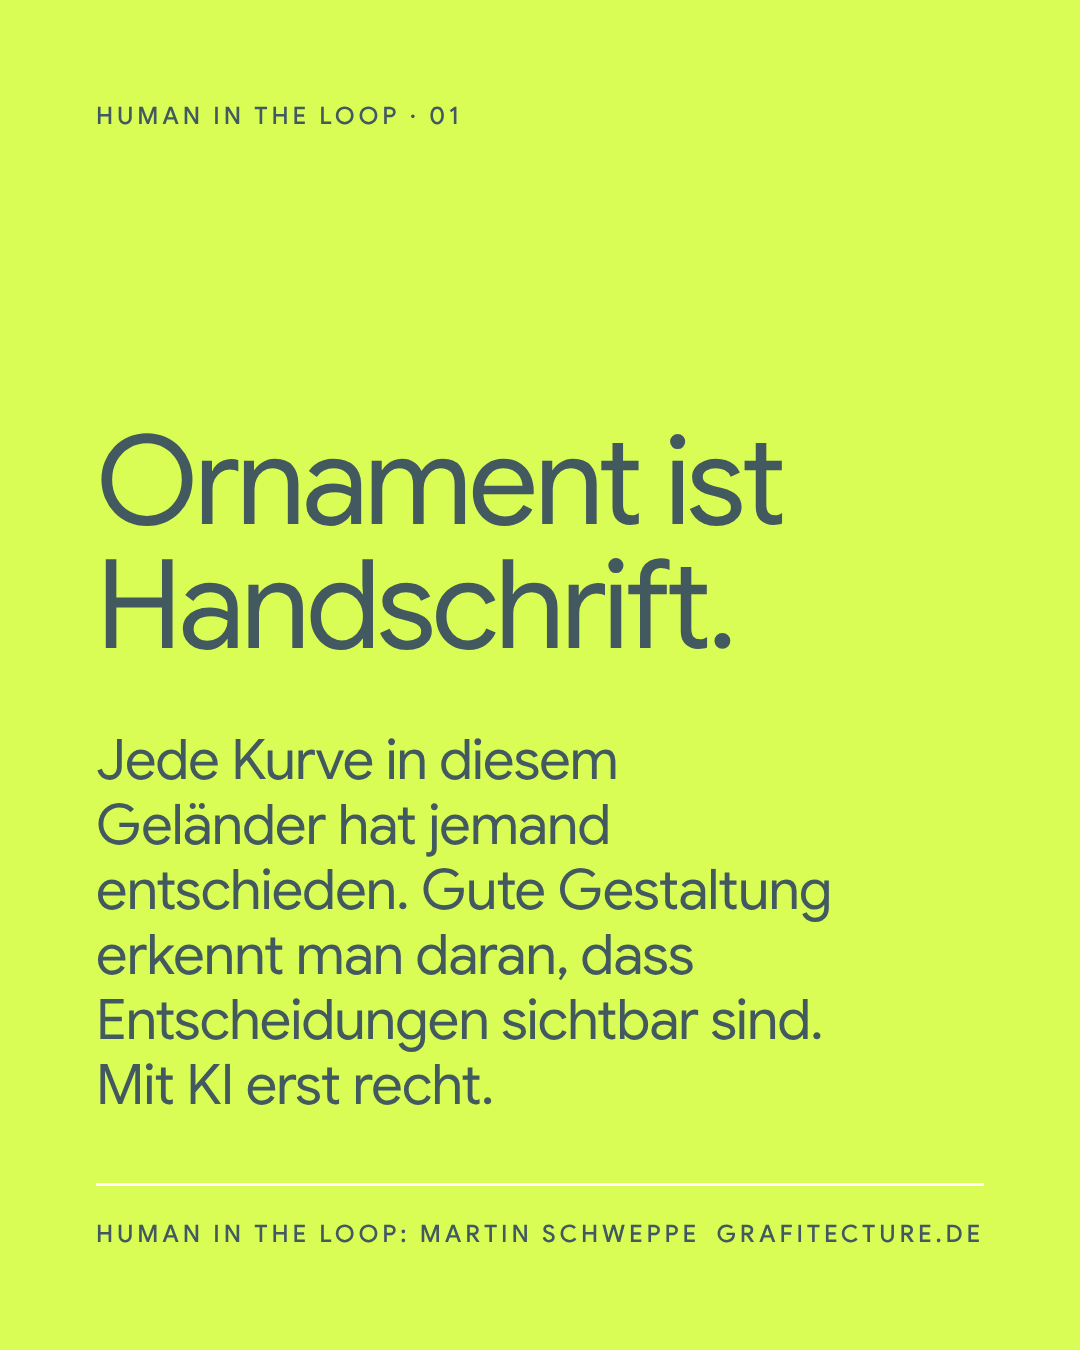 HUMAN IN THE LOOP · 01
Ornament ist
Handschrift.
Jede Kurve in diesem
Geländer hat jemand
entschieden. Gute Gestaltung
erkennt man daran, dass
Entscheidungen sichtbar sind.
Mit KI erst recht.
HUMAN IN THE LOOP: MARTIN SCHWEPPE GRAFITECTURE.DE